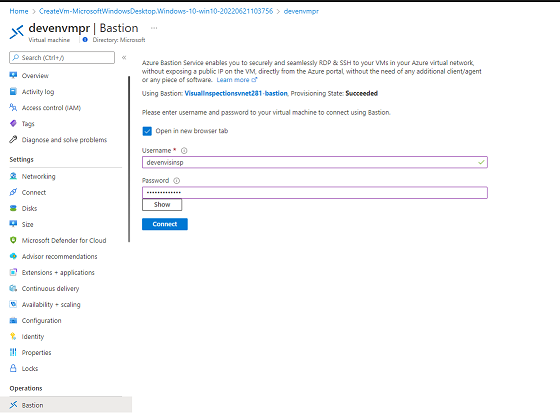 Home > CreateVm-MicrosoftWindowsDesktop.Windows-10-win10-20220621103756 > devenvmpr
devenvmpr | Bastion ...
Virtual machine | Directory: Microsoft
Search (Ctrl+/) «
Overview
Activity log
Access control (IAM)
Tags
Diagnose and solve problems
Settings
Networking
Connect
Disks
Size
Microsoft Defender for Cloud
Advisor recommendations
Extensions + applications
Continuous delivery
Availability + scaling
Configuration
Identity
Properties
Locks
Operations
Bastion
Azure Bastion Service enables you to securely and seamlessly RDP & SSH to your VMs in your Azure virtual network,
without exposing a public IP on the VM, directly from the Azure portal, without the need of any additional client/agent
or any piece of software. Learn more
Using Bastion: VisualInspectionsvnet281-bastion, Provisioning State: Succeeded
Please enter username and password to your virtual machine to connect using Bastion.
Open in new browser tab
Username *
devenvisinsp
Password
•••••••••••••
Show
Connect